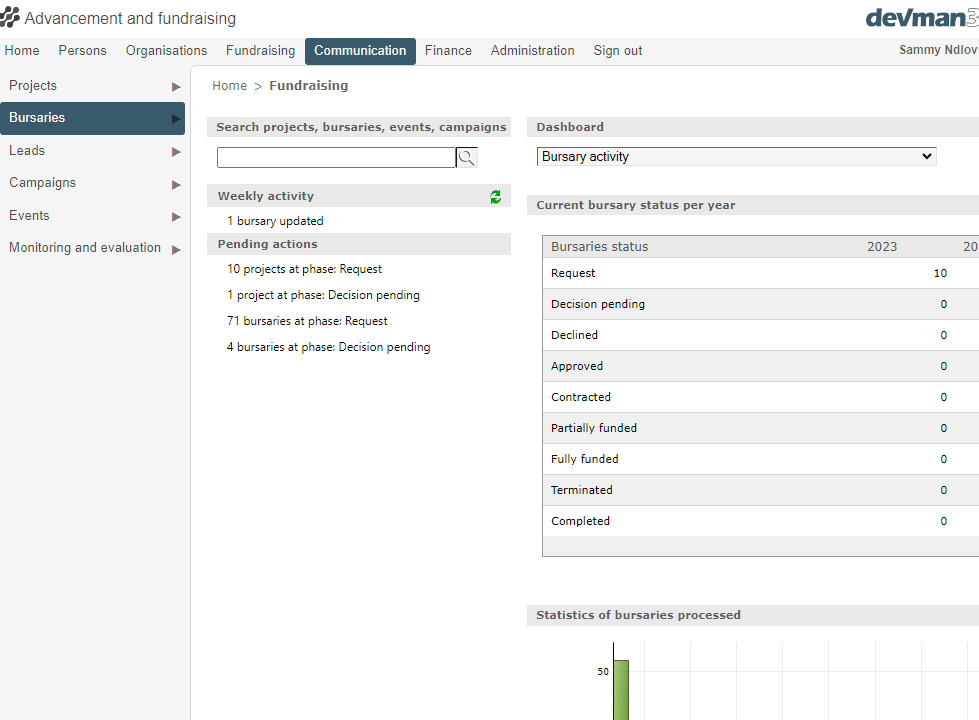 Advancement and fundraising
devman3
Home Persons Organisations Fundraising Communication Finance Administration Sign out
Sammy Ndlov
Projects
Bursaries
Leads
Campaigns
Events
Monitoring and evaluation
Home > Fundraising
Search projects, bursaries, events, campaigns
Weekly activity
1 bursary updated
Pending actions
10 projects at phase: Request
1 project at phase: Decision pending
71 bursaries at phase: Request
4 bursaries at phase: Decision pending
Dashboard
Bursary activity
Current bursary status per year
Bursaries status 2023 20
Request 10
Decision pending 0
Declined 0
Approved 0
Contracted 0
Partially funded 0
Fully funded 0
Terminated 0
Completed 0
Statistics of bursaries processed
50